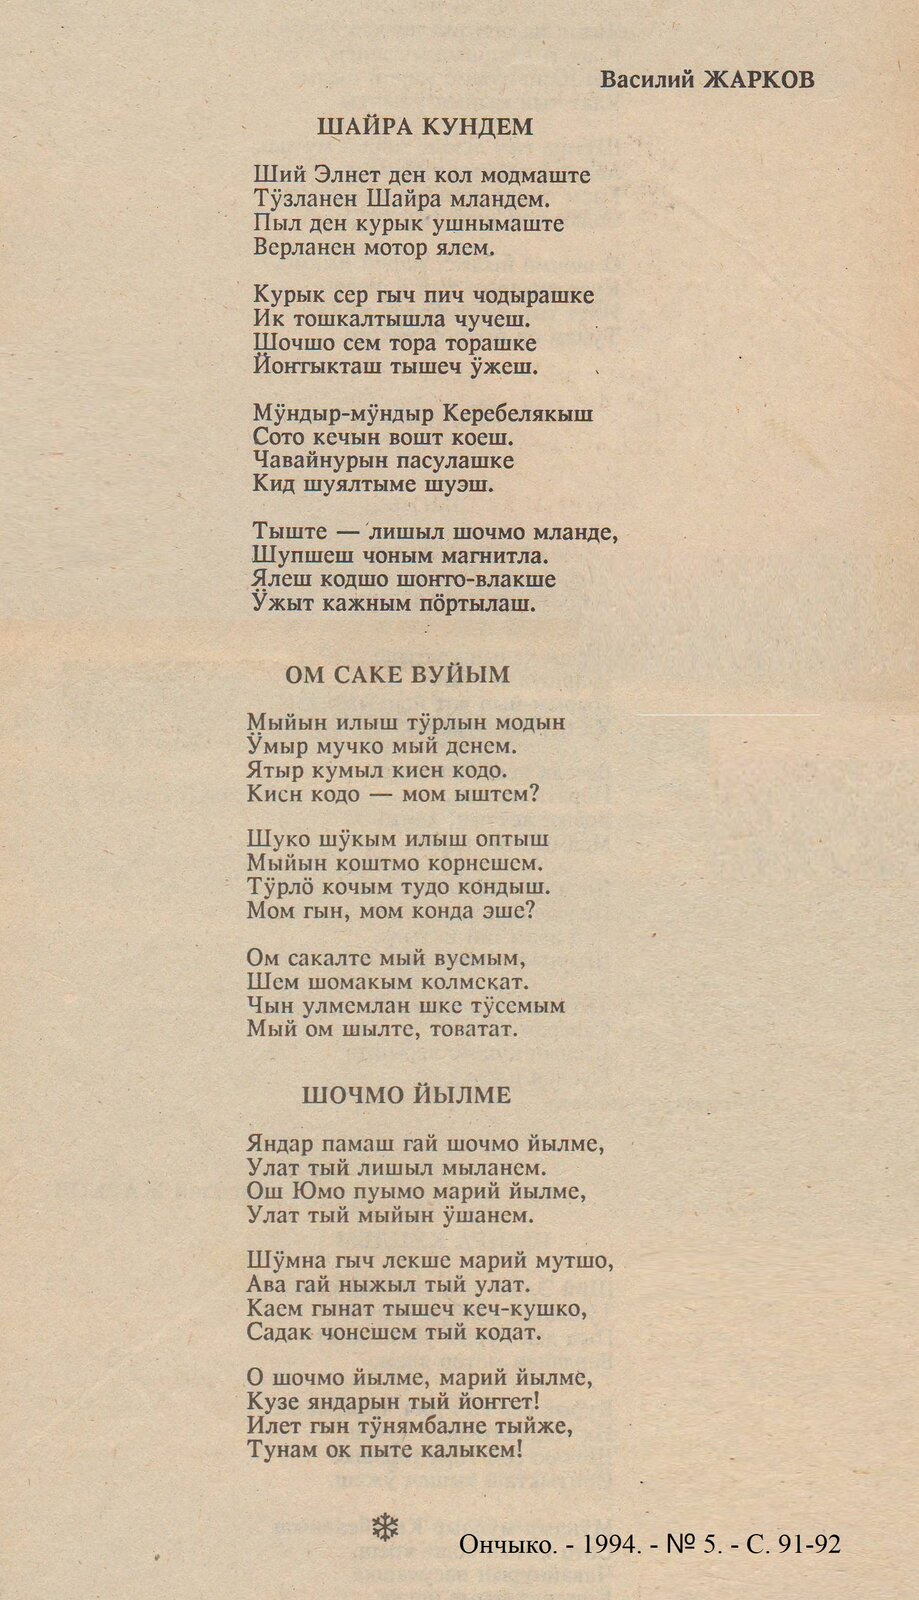 Василий ЖАРКОВ
ШАЙРА КУНДЕМ
Ший Элнет ден кол модмаште
Тӱзланен Шайра мландем.
Пыл ден курык ушнымаште
Верланен мотор ялем.
Курык сер гыч пич чодырашке
Ик тошкалтышла чучеш.
Шочшо сем тора торашке
Йоҥгыкташ тышеч ӱжеш.
Мӱндыр-мӱндыр Керебелякыш
Сото кечын вошт коеш.
Чавайнурын пасулашке
Кид шуялтыме шуэш.
Тыште — лишыл шочмо мланде,
Шупшеш чоным магнитла.
Ялеш кодшо шоҥго-влакше
Ӱжыт кажным пӧртылаш.
ОМ САКЕ ВУЙЫМ
Мыйын илыш тӱрлын модын
Ӱмыр мучко мый денем.
Ятыр кумыл киен кодо.
Киен кодо — мом ыштем?
Шуко шӱкым илыш оптыш
Мыйын коштмо корнешем.
Тӱрлӧ кочым тудо кондыш.
Мом гын, мом конда эше?
Ом сакалте мый вуемым,
Шем шомакым колмекат.
Чын улмемлан шке тӱсемым
Мый ом шылте, товатат.
ШОЧМО ЙЫЛМЕ
Яндар памаш гай шочмо йылме,
Улат тый лишыл мыланем.
Ош Юмо пуымо марий йылме,
Улат тый мыйын ӱшанем.
Шӱмна гыч лекше марий мутшо,
Ава гай ныжыл тый улат.
Каем гынат тышеч кеч-кушко,
Садак чонешем тый кодат.
О шочмо йылме, марий йылме,
Кузе яндарын тый йоҥгет!
Илет гын тӱнямбалне тыйже,
Тунам ок пыте калыкем!
Ончыко. - 1994. - № 5. - С. 91-92